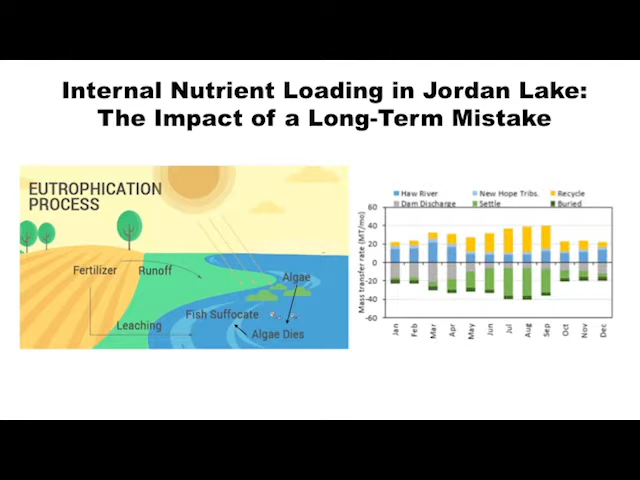 Internal Nutrient Loading in Jordan Lake:
The Impact of a Long-Term Mistake
EUTROPHICATION
PROCESS
Fertilizer
Runoff
Algae
Fish Suffocate
Leaching
Algae Dies
Haw River
New Hope Tribs.
Recycle
Dam Discharge
Settle
Buried
Mass transfer rate (MT/mo)
60
40
20
0
-20
-40
-60
Jan
Feb
Mar
Apr
May
Jun
Jul
Aug
Sep
Oct
Nov
Dec